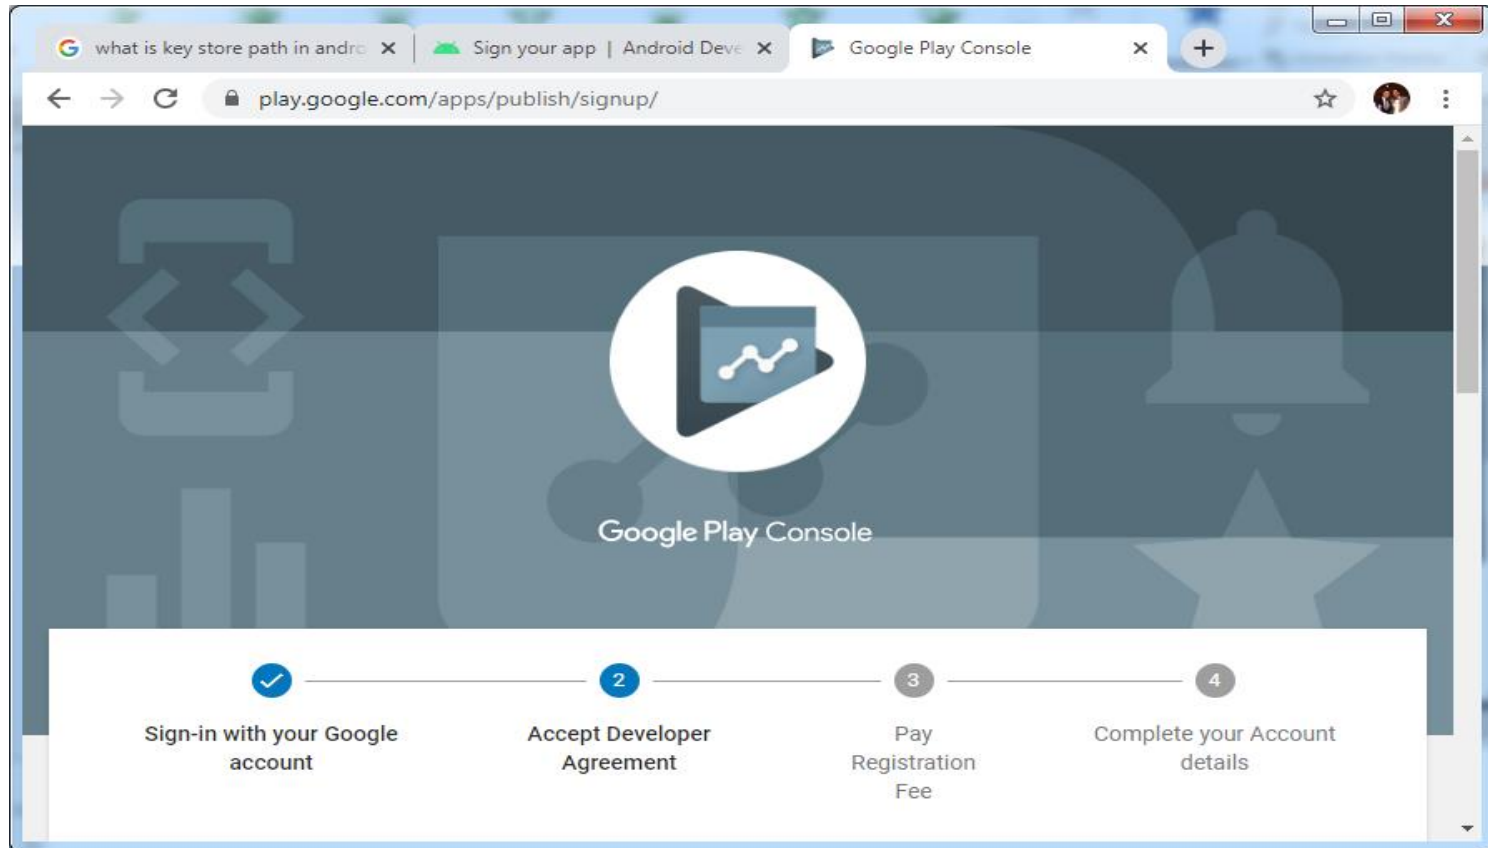 what is key store path in andro
Sign your app | Android Deve
Google Play Console
play.google.com/apps/publish/signup/
Google Play Console
2
3
4
Sign-in with your Google
account
Accept Developer
Agreement
Pay
Registration
Fee
Complete your Account
details